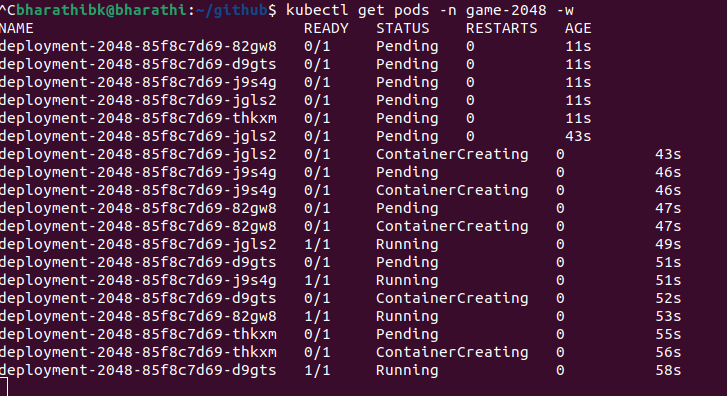 ^Cbharathibk@bharathi:~/github$ kubectl get pods -n game-2048 -w
NAME READY STATUS RESTARTS AGE
deployment-2048-85f8c7d69-82gw8 0/1 Pending 0 11s
deployment-2048-85f8c7d69-d9gts 0/1 Pending 0 11s
deployment-2048-85f8c7d69-j9s4g 0/1 Pending 0 11s
deployment-2048-85f8c7d69-jgls2 0/1 Pending 0 11s
deployment-2048-85f8c7d69-thkxm 0/1 Pending 0 11s
deployment-2048-85f8c7d69-jgls2 0/1 Pending 0 43s
deployment-2048-85f8c7d69-jgls2 0/1 ContainerCreating 0 43s
deployment-2048-85f8c7d69-j9s4g 0/1 Pending 0 46s
deployment-2048-85f8c7d69-j9s4g 0/1 ContainerCreating 0 46s
deployment-2048-85f8c7d69-82gw8 0/1 Pending 0 47s
deployment-2048-85f8c7d69-82gw8 0/1 ContainerCreating 0 47s
deployment-2048-85f8c7d69-jgls2 1/1 Running 0 49s
deployment-2048-85f8c7d69-d9gts 0/1 Pending 0 51s
deployment-2048-85f8c7d69-j9s4g 1/1 Running 0 51s
deployment-2048-85f8c7d69-d9gts 0/1 ContainerCreating 0 52s
deployment-2048-85f8c7d69-82gw8 1/1 Running 0 53s
deployment-2048-85f8c7d69-thkxm 0/1 Pending 0 55s
deployment-2048-85f8c7d69-thkxm 0/1 ContainerCreating 0 56s
deployment-2048-85f8c7d69-d9gts 1/1 Running 0 58s